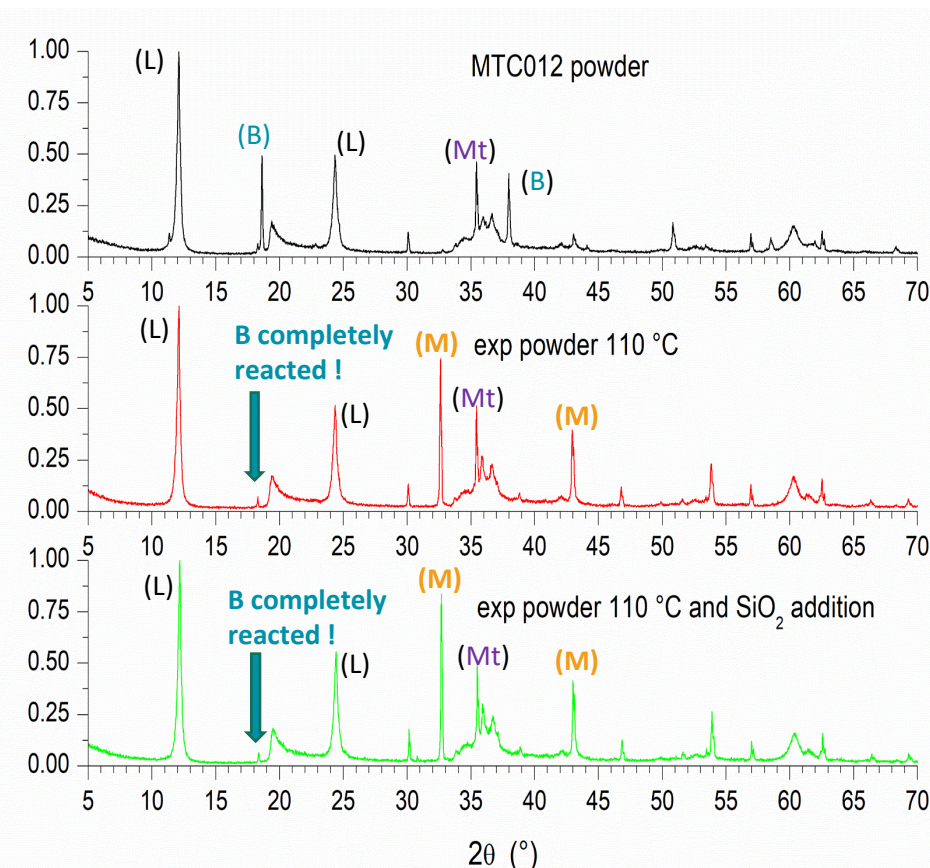 MTC012 powder
1.00
0.75
0.50
0.25
0.00
(L)
(B)
(L)
(Mt)
(B)
5 10 15 20 25 30 35 40 45 50 55 60 65 70
exp powder 110 °C
1.00
0.75
0.50
0.25
0.00
(L)
B completely
reacted !
(L)
(M)
(Mt)
(M)
5 10 15 20 25 30 35 40 45 50 55 60 65 70
exp powder 110 °C and SiO₂ addition
1.00
0.75
0.50
0.25
0.00
(L)
B completely
reacted !
(L)
(M)
(Mt)
(M)
5 10 15 20 25 30 35 40 45 50 55 60 65 70
2θ (°)